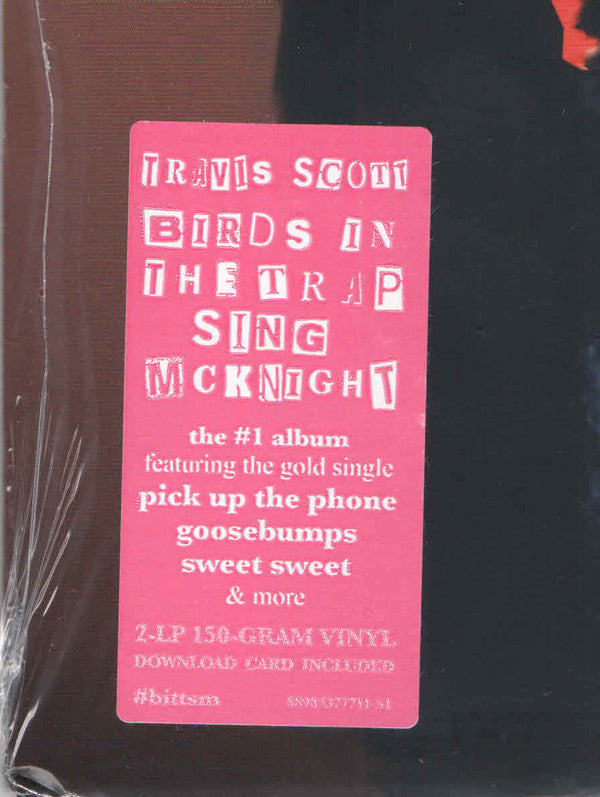 TRAVIS SCOTT
BIRDS IN
THE TRAP
SING
MCKNIGHT
the #1 album
featuring the gold single
pick up the phone
goosebumps
sweet sweet
& more
2-LP 150-GRAM VINYL
DOWNLOAD CARD INCLUDED
#bittsm